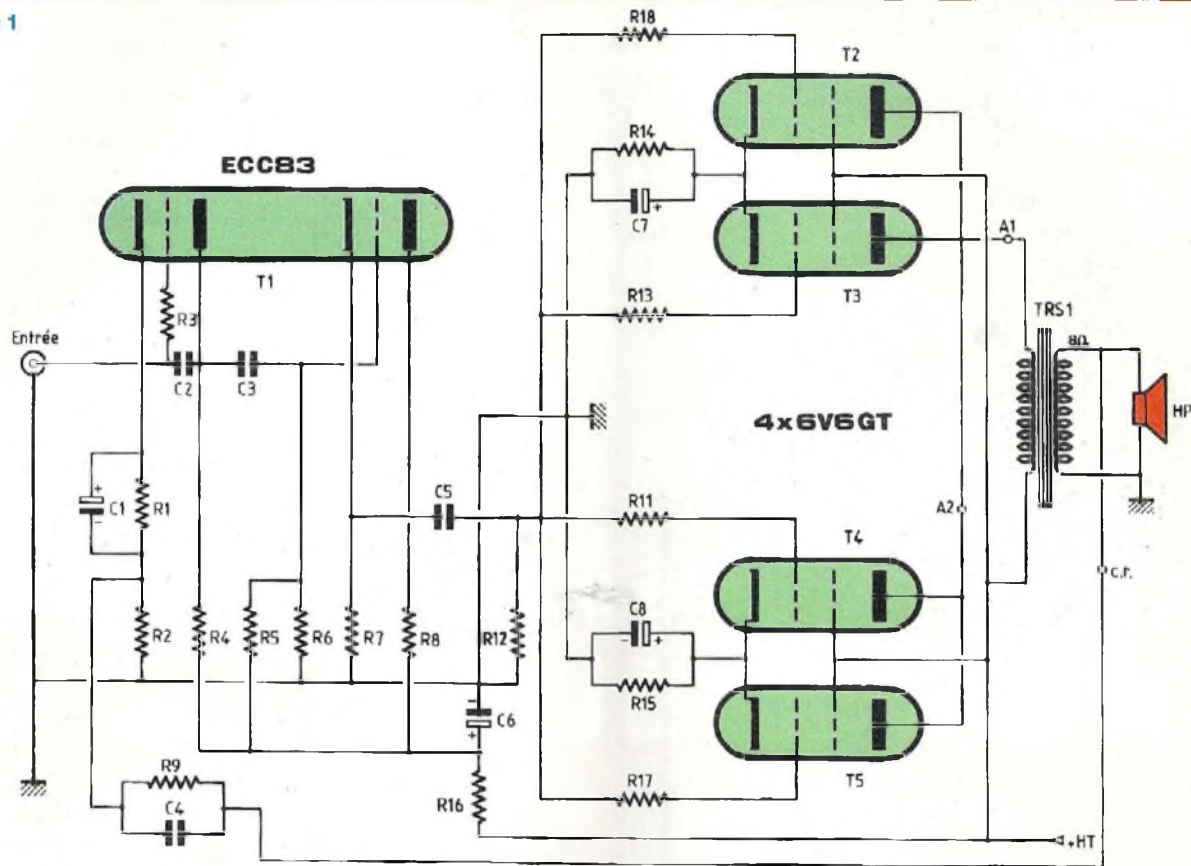 1
R18
T2
R14
C7
+
ECC83
A1
T1
T3
R3
TRS1
R13
Entrée
8Ω
C2
C3
HP
4x6V6GT
+
C1
-
R1
C5
R11
A2
T4
C.r.
C8
-
+
R2
R4
R5
R6
R7
R8
R12
R15
-
C6
+
R9
R16
C4
R17
T5
+HT